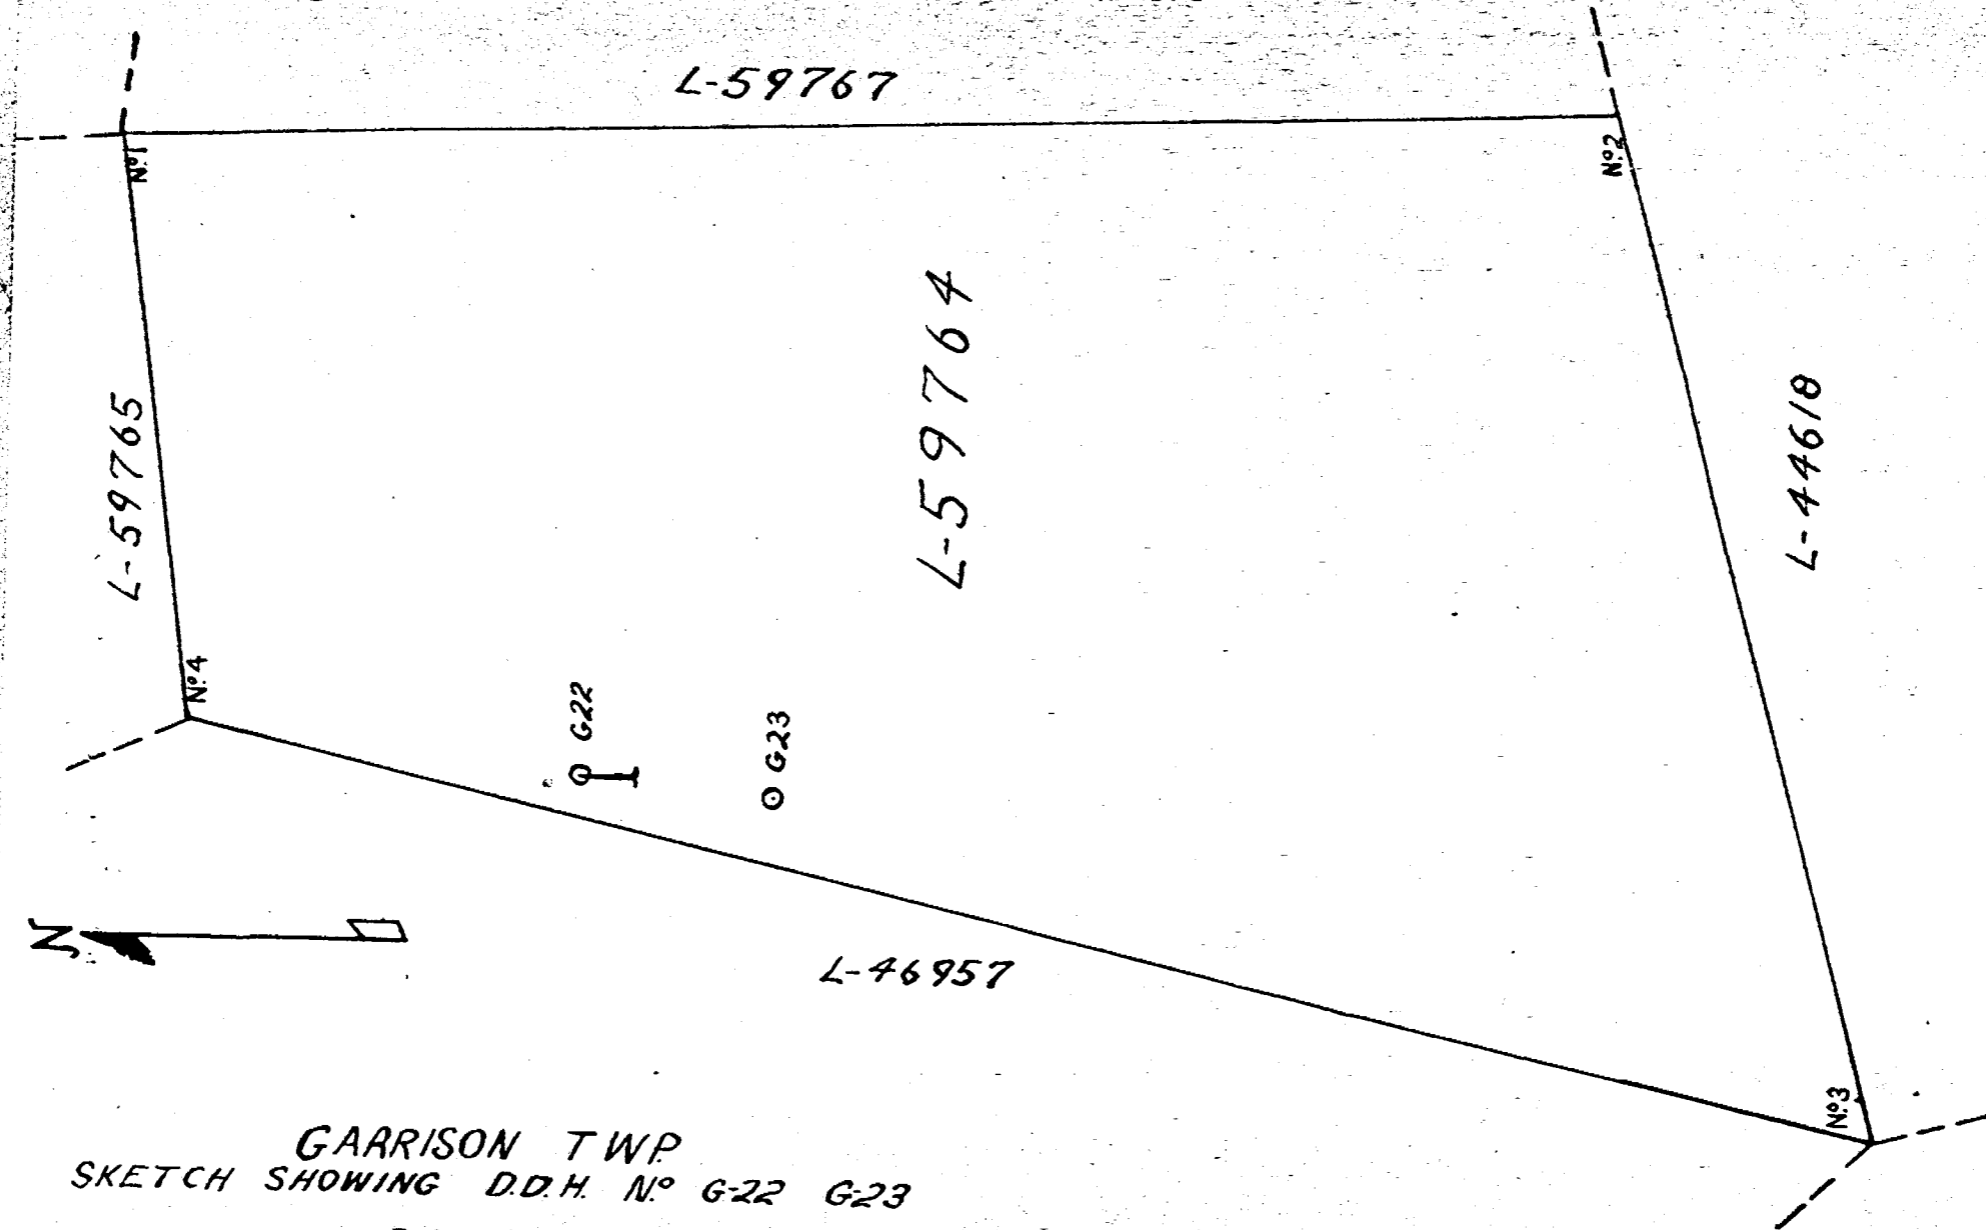 L-59767
Nº1
Nº2
L-59764
L-59765
L-44618
Nº4
G22
G23
N
L-46957
Nº3
GARRISON TWP.
SKETCH SHOWING D.D.H. Nº G-22 G-23